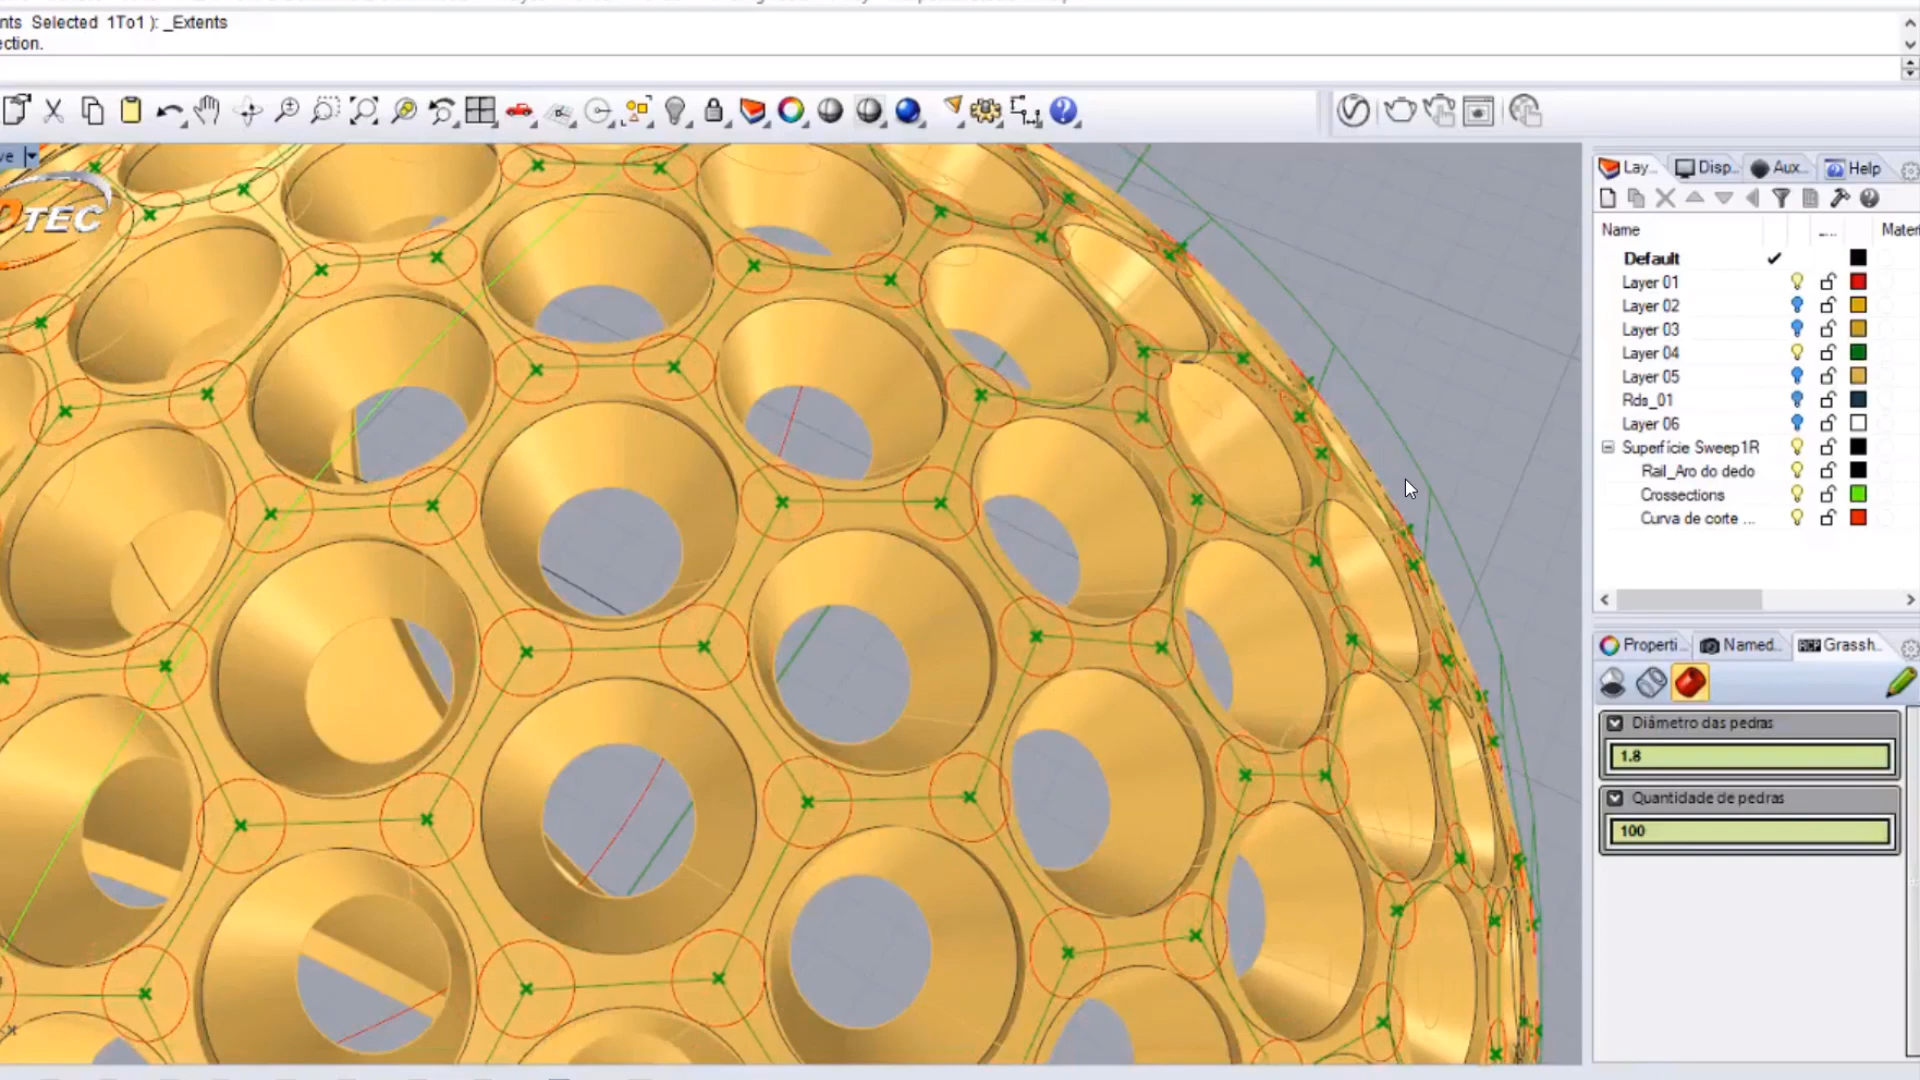 nts Selected 1To1 ): _Extents
ection.
ve
TEC
Lay...
Disp...
Aux...
Help
Name
....
Mater
Default
Layer 01
Layer 02
Layer 03
Layer 04
Layer 05
Rds_01
Layer 06
Superfície Sweep1R
Rail_Aro do dedo
Crossections
Curva de corte ...
Properti...
Named...
Grassh...
Diâmetro das pedras
1.8
Quantidade de pedras
100